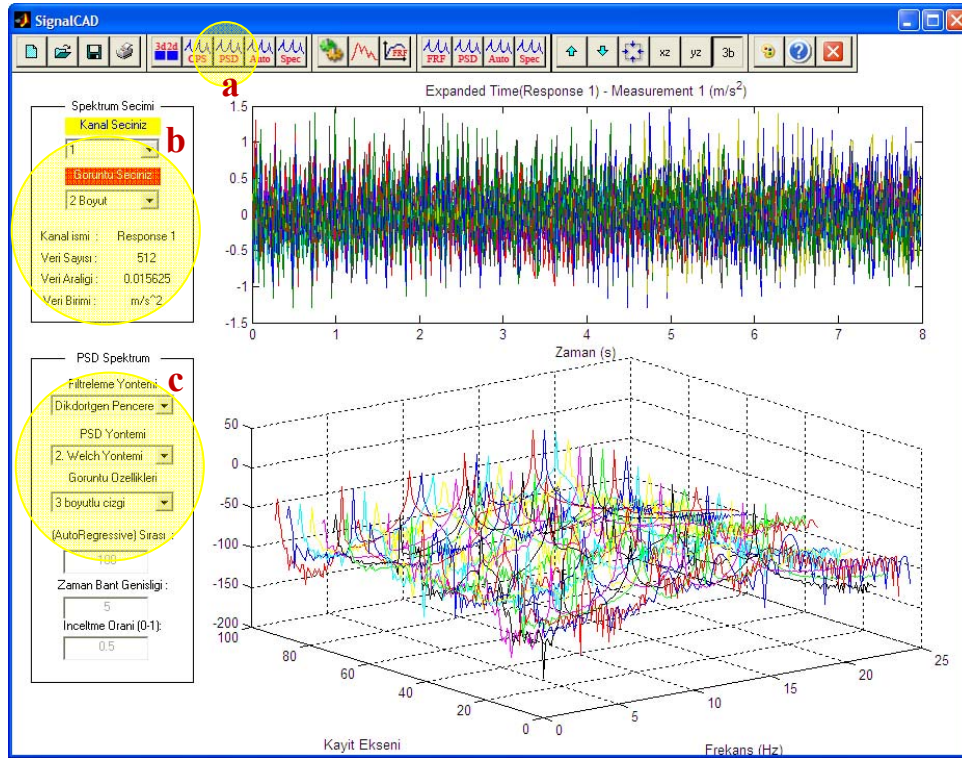 SignalCAD
3d2d CPS PSD Auto Spec FRF FRF PSD Auto Spec xz yz 3b
a
Spektrum Secimi
Kanal Seciniz
b
1
Goruntu Seciniz
2 Boyut
Kanal ismi : Response 1
Veri Sayısı : 512
Veri Araligi : 0.015625
Veri Birimi : m/s^2
Expanded Time(Response 1) - Measurement 1 (m/s²)
1.5
1
0.5
0
-0.5
-1
-1.5
0 1 2 3 4 5 6 7 8
Zaman (s)
PSD Spektrum
c
Filtreleme Yontemi
Dikdortgen Pencere
PSD Yontemi
2. Welch Yontemi
Goruntu Ozellikleri
3 boyutlu cizgi
(AutoRegressive) Sırası :
100
Zaman Bant Genisligi :
5
Inceltme Orani (0-1):
0.5
50
0
-50
-100
-150
-200
100 80 60 40 20 0
0 5 10 15 20 25
Kayit Ekseni
Frekans (Hz)